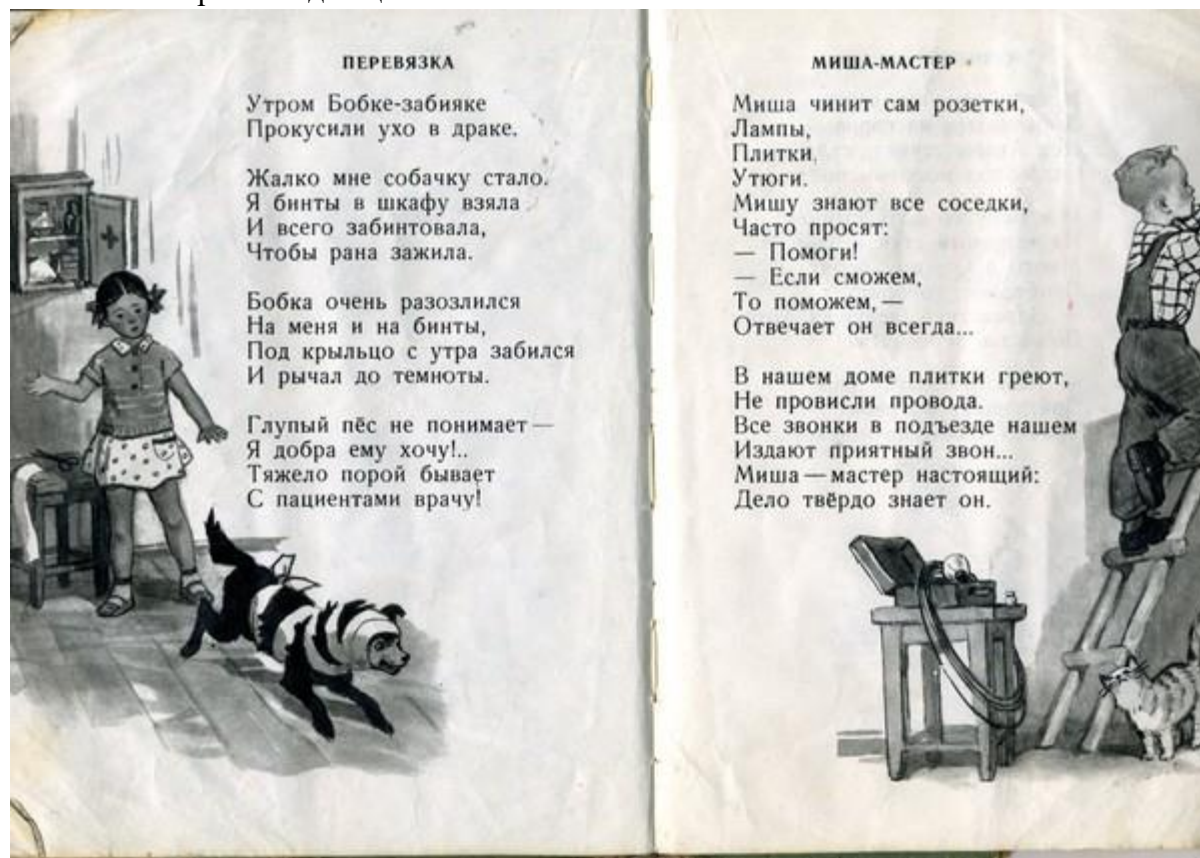 ПЕРЕВЯЗКА
Утром Бобке-забияке
Прокусили ухо в драке.
Жалко мне собачку стало.
Я бинты в шкафу взяла
И всего забинтовала,
Чтобы рана зажила.
Бобка очень разозлился
На меня и на бинты,
Под крыльцо с утра забился
И рычал до темноты.
Глупый пёс не понимает —
Я добра ему хочу!..
Тяжело порой бывает
С пациентами врачу!
МИША-МАСТЕР
Миша чинит сам розетки,
Лампы,
Плитки,
Утюги.
Мишу знают все соседки,
Часто просят:
— Помоги!
— Если сможем,
То поможем, —
Отвечает он всегда...
В нашем доме плитки греют,
Не провисли провода.
Все звонки в подъезде нашем
Издают приятный звон...
Миша — мастер настоящий:
Дело твёрдо знает он.